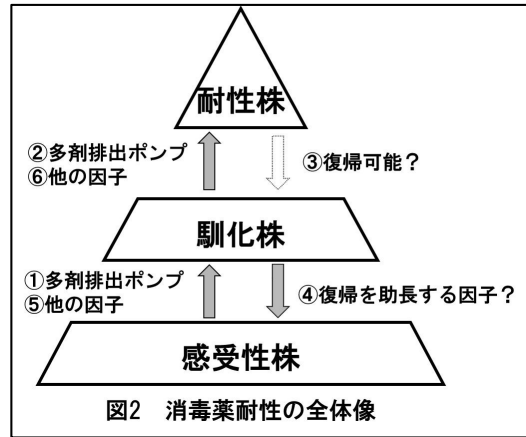 耐性株
②多剤排出ポンプ
⑥他の因子
③復帰可能？
馴化株
①多剤排出ポンプ
⑤他の因子
④復帰を助長する因子？
感受性株
図2 消毒薬耐性の全体像